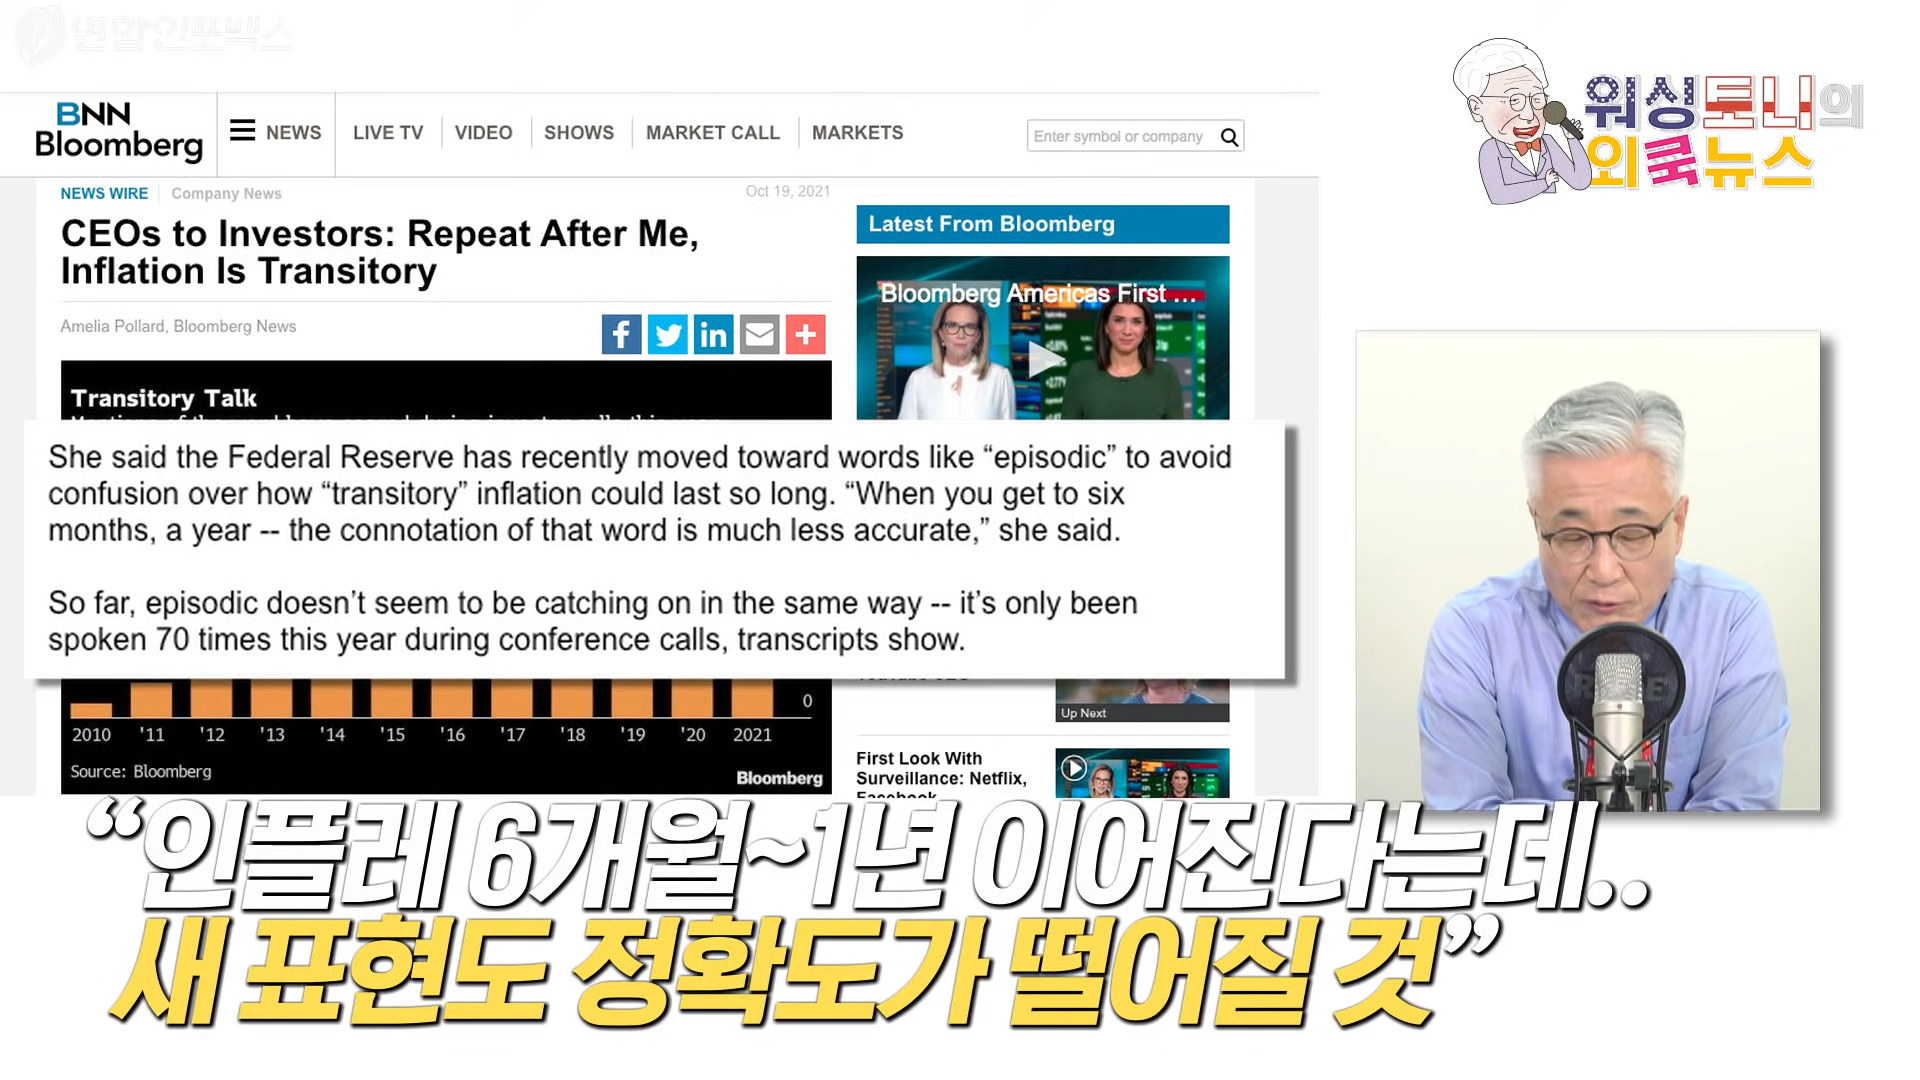 연합인포맥스
BNN
Bloomberg
NEWS
LIVE TV
VIDEO
SHOWS
MARKET CALL
MARKETS
Enter symbol or company
워싱토니의
외쿡뉴스
NEWS WIRE
Company News
Oct 19, 2021
CEOs to Investors: Repeat After Me,
Inflation Is Transitory
Amelia Pollard, Bloomberg News
Latest From Bloomberg
Bloomberg Americas First ...
Transitory Talk
She said the Federal Reserve has recently moved toward words like “episodic” to avoid
confusion over how “transitory” inflation could last so long. “When you get to six
months, a year -- the connotation of that word is much less accurate,” she said.
So far, episodic doesn’t seem to be catching on in the same way -- it’s only been
spoken 70 times this year during conference calls, transcripts show.
0
2010 '11 '12 '13 '14 '15 '16 '17 '18 '19 '20 2021
Source: Bloomberg
Bloomberg
Up Next
First Look With
Surveillance: Netflix,
Facebook
“인플레 6개월~1년 이어진다는데..
새 표현도 정확도가 떨어질 것”